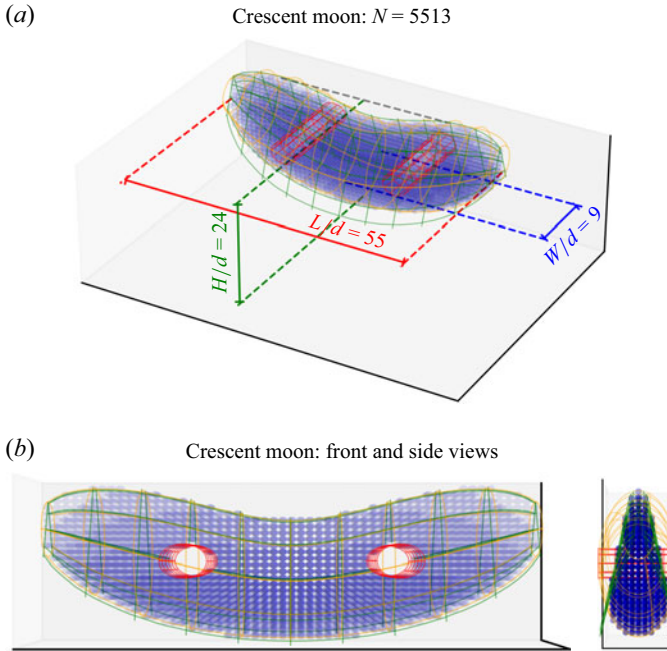 (a)
Crescent moon: N = 5513
H/d = 24
L/d = 55
W/d = 9
(b)
Crescent moon: front and side views